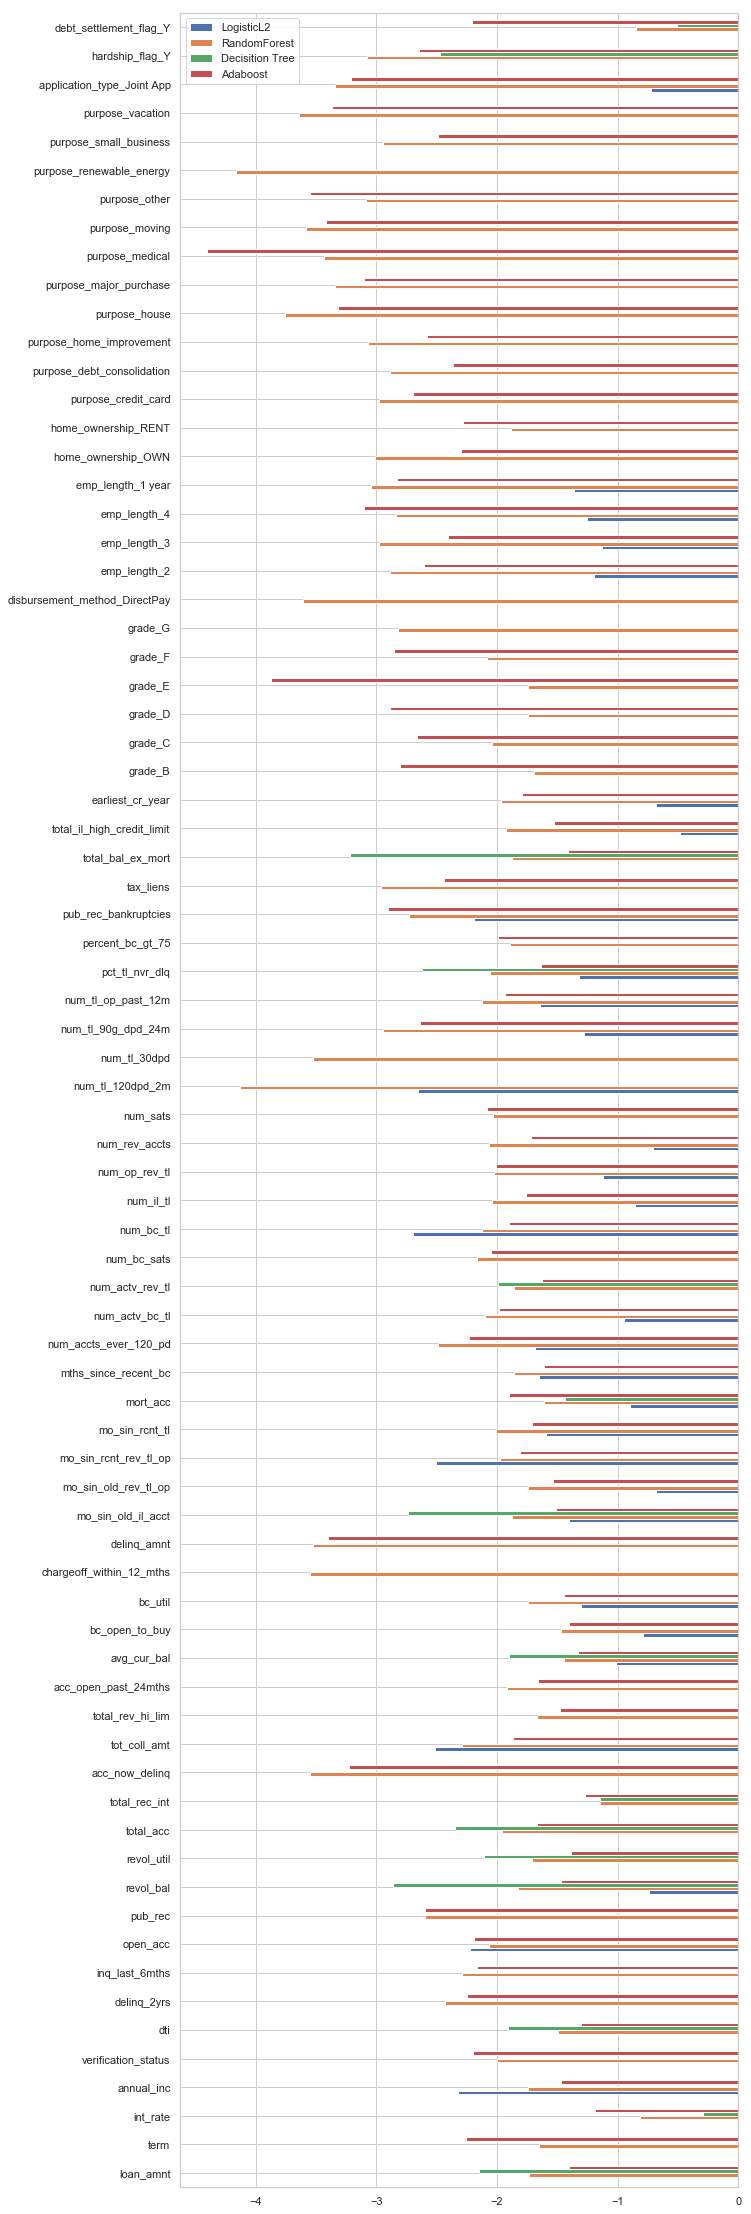 LogisticL2
RandomForest
Decisition Tree
Adaboost
debt_settlement_flag_Y
hardship_flag_Y
application_type_Joint App
purpose_vacation
purpose_small_business
purpose_renewable_energy
purpose_other
purpose_moving
purpose_medical
purpose_major_purchase
purpose_house
purpose_home_improvement
purpose_debt_consolidation
purpose_credit_card
home_ownership_RENT
home_ownership_OWN
emp_length_1 year
emp_length_4
emp_length_3
emp_length_2
disbursement_method_DirectPay
grade_G
grade_F
grade_E
grade_D
grade_C
grade_B
earliest_cr_year
total_il_high_credit_limit
total_bal_ex_mort
tax_liens
pub_rec_bankruptcies
percent_bc_gt_75
pct_tl_nvr_dlq
num_tl_op_past_12m
num_tl_90g_dpd_24m
num_tl_30dpd
num_tl_120dpd_2m
num_sats
num_rev_accts
num_op_rev_tl
num_il_tl
num_bc_tl
num_bc_sats
num_actv_rev_tl
num_actv_bc_tl
num_accts_ever_120_pd
mths_since_recent_bc
mort_acc
mo_sin_rcnt_tl
mo_sin_rcnt_rev_tl_op
mo_sin_old_rev_tl_op
mo_sin_old_il_acct
delinq_amnt
chargeoff_within_12_mths
bc_util
bc_open_to_buy
avg_cur_bal
acc_open_past_24mths
total_rev_hi_lim
tot_coll_amt
acc_now_delinq
total_rec_int
total_acc
revol_util
revol_bal
pub_rec
open_acc
inq_last_6mths
delinq_2yrs
dti
verification_status
annual_inc
int_rate
term
loan_amnt
−4 −3 −2 −1 0